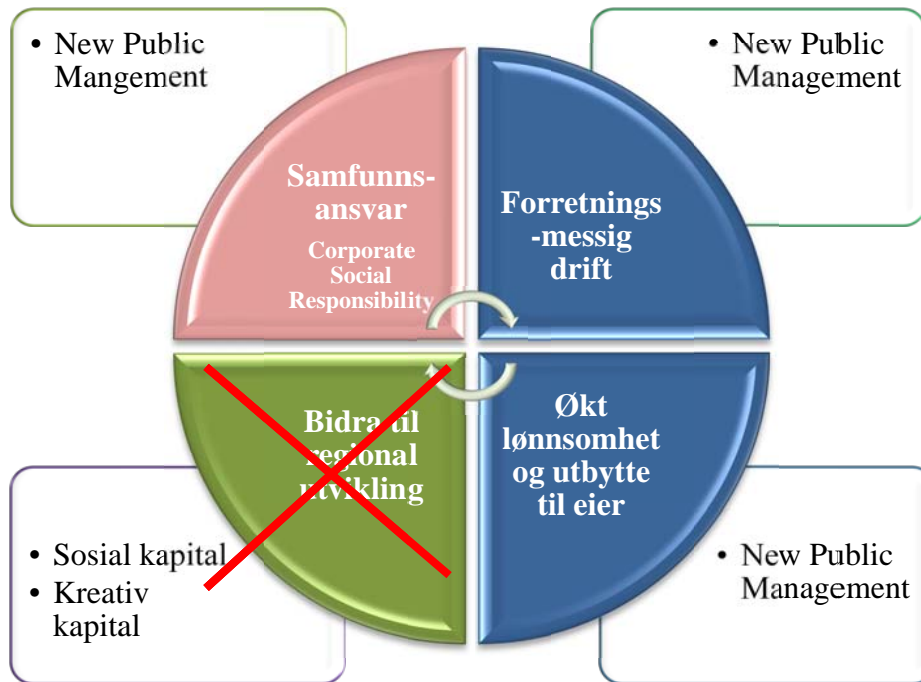 • New Public
Mangement
• New Public
Management
Samfunns-
ansvar
Corporate
Social
Responsibility
Forretnings
-messig
drift
Bidra til
regional
utvikling
Økt
lønnsomhet
og utbytte
til eier
• Sosial kapital
• Kreativ
kapital
• New Public
Management